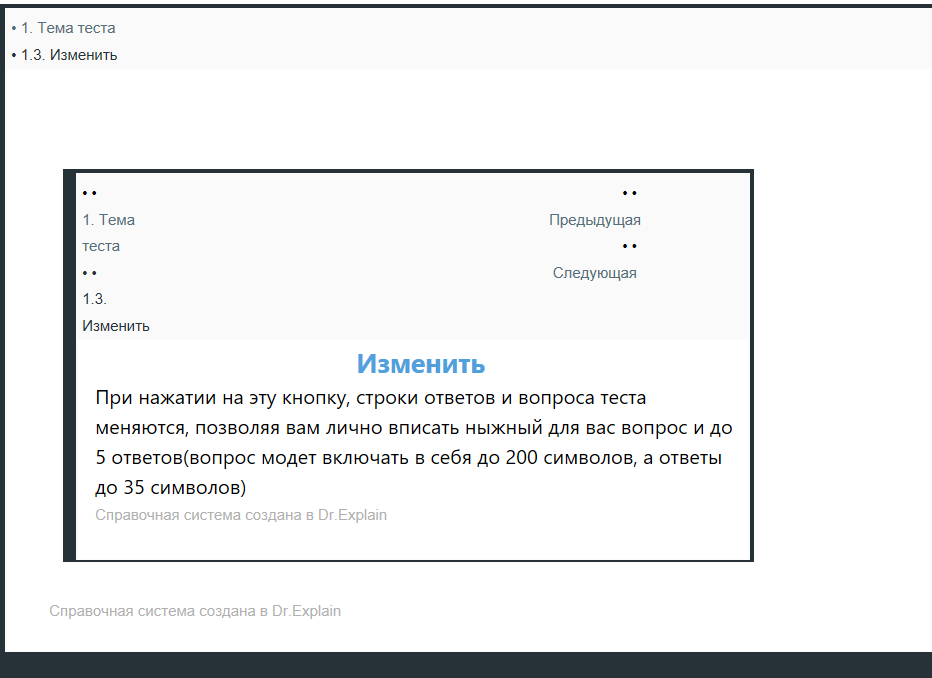 • 1. Тема теста
• 1.3. Изменить
• •
1. Тема
теста
• •
1.3.
Изменить
• •
Предыдущая
• •
Следующая
Изменить
При нажатии на эту кнопку, строки ответов и вопроса теста
меняются, позволяя вам лично вписать ныжный для вас вопрос и до
5 ответов(вопрос модет включать в себя до 200 символов, а ответы
до 35 символов)
Справочная система создана в Dr.Explain
Справочная система создана в Dr.Explain